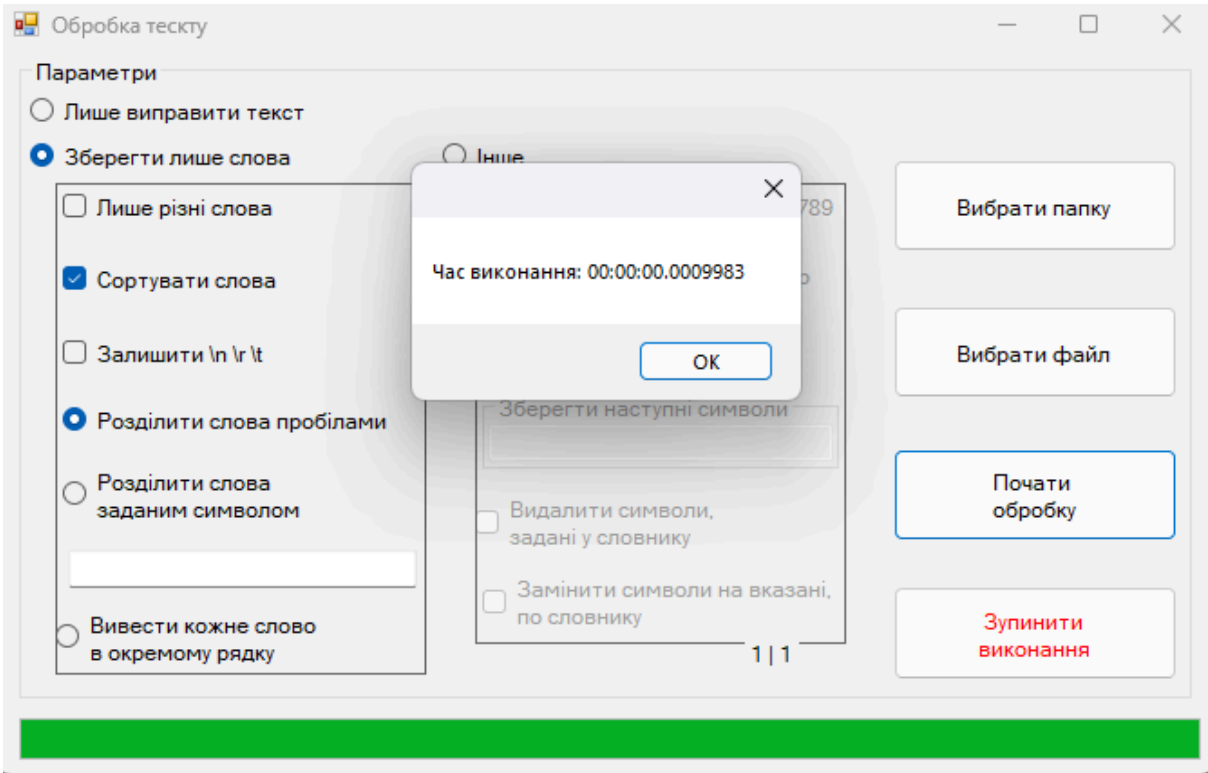 Обробка тескту
Параметри
Лише виправити текст
Зберегти лише слова
Інше
Лише різні слова
789
Сортувати слова
Залишити \n \r \t
Розділити слова пробілами
Розділити слова
заданим символом
Вивести кожне слово
в окремому рядку
Час виконання: 00:00:00.0009983
OK
Зберегти наступні символи
Видалити символи,
задані у словнику
Замінити символи на вказані,
по словнику
1 | 1
Вибрати папку
Вибрати файл
Почати
обробку
Зупинити
виконання